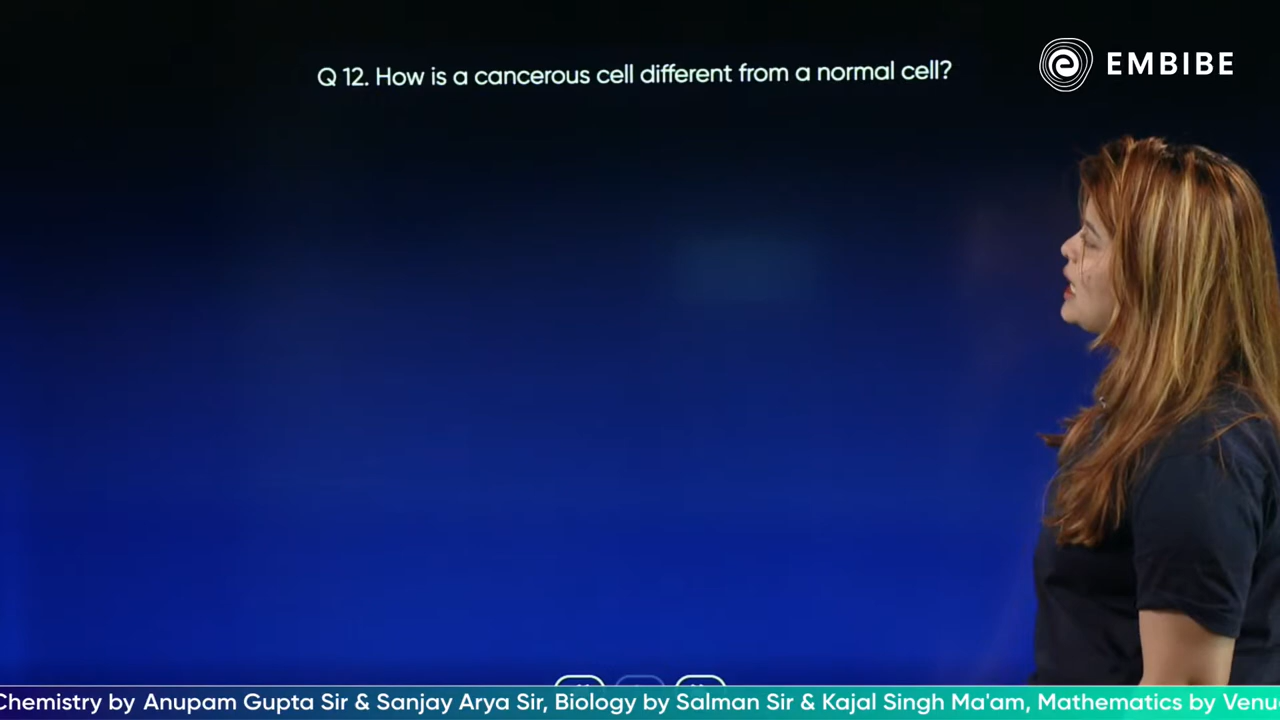 EMBIBE
Q 12. How is a cancerous cell different from a normal cell?
Chemistry by Anupam Gupta Sir & Sanjay Arya Sir, Biology by Salman Sir & Kajal Singh Ma'am, Mathematics by Venu